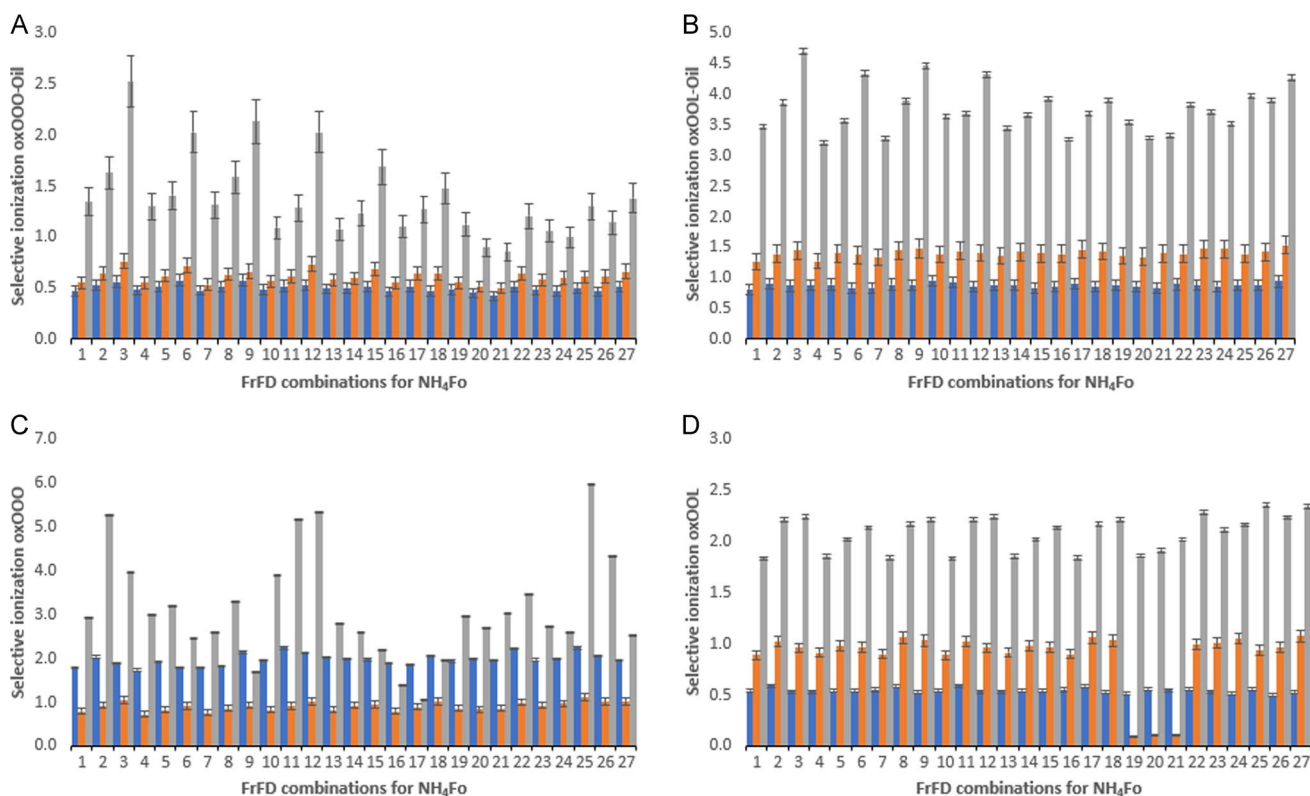 A
3.0
2.5
2.0
1.5
1.0
0.5
0.0
Selective ionization oxOOO-Oil
1 2 3 4 5 6 7 8 9 10 11 12 13 14 15 16 17 18 19 20 21 22 23 24 25 26 27
FrFD combinations for NH₄Fo
B
5.0
4.5
4.0
3.5
3.0
2.5
2.0
1.5
1.0
0.5
0.0
Selective ionization oxOOL-Oil
1 2 3 4 5 6 7 8 9 10 11 12 13 14 15 16 17 18 19 20 21 22 23 24 25 26 27
FrFD combinations for NH₄Fo
C
7.0
6.0
5.0
4.0
3.0
2.0
1.0
0.0
Selective ionization oxOOO
1 2 3 4 5 6 7 8 9 10 11 12 13 14 15 16 17 18 19 20 21 22 23 25 26 27
FrFD combinations for NH₄Fo
D
3.0
2.5
2.0
1.5
1.0
0.5
0.0
Selective ionization oxOOL
1 2 3 4 5 6 7 8 9 10 11 12 13 14 15 16 17 18 19 20 21 22 23 24 25 26 27
FrFD combinations for NH₄Fo